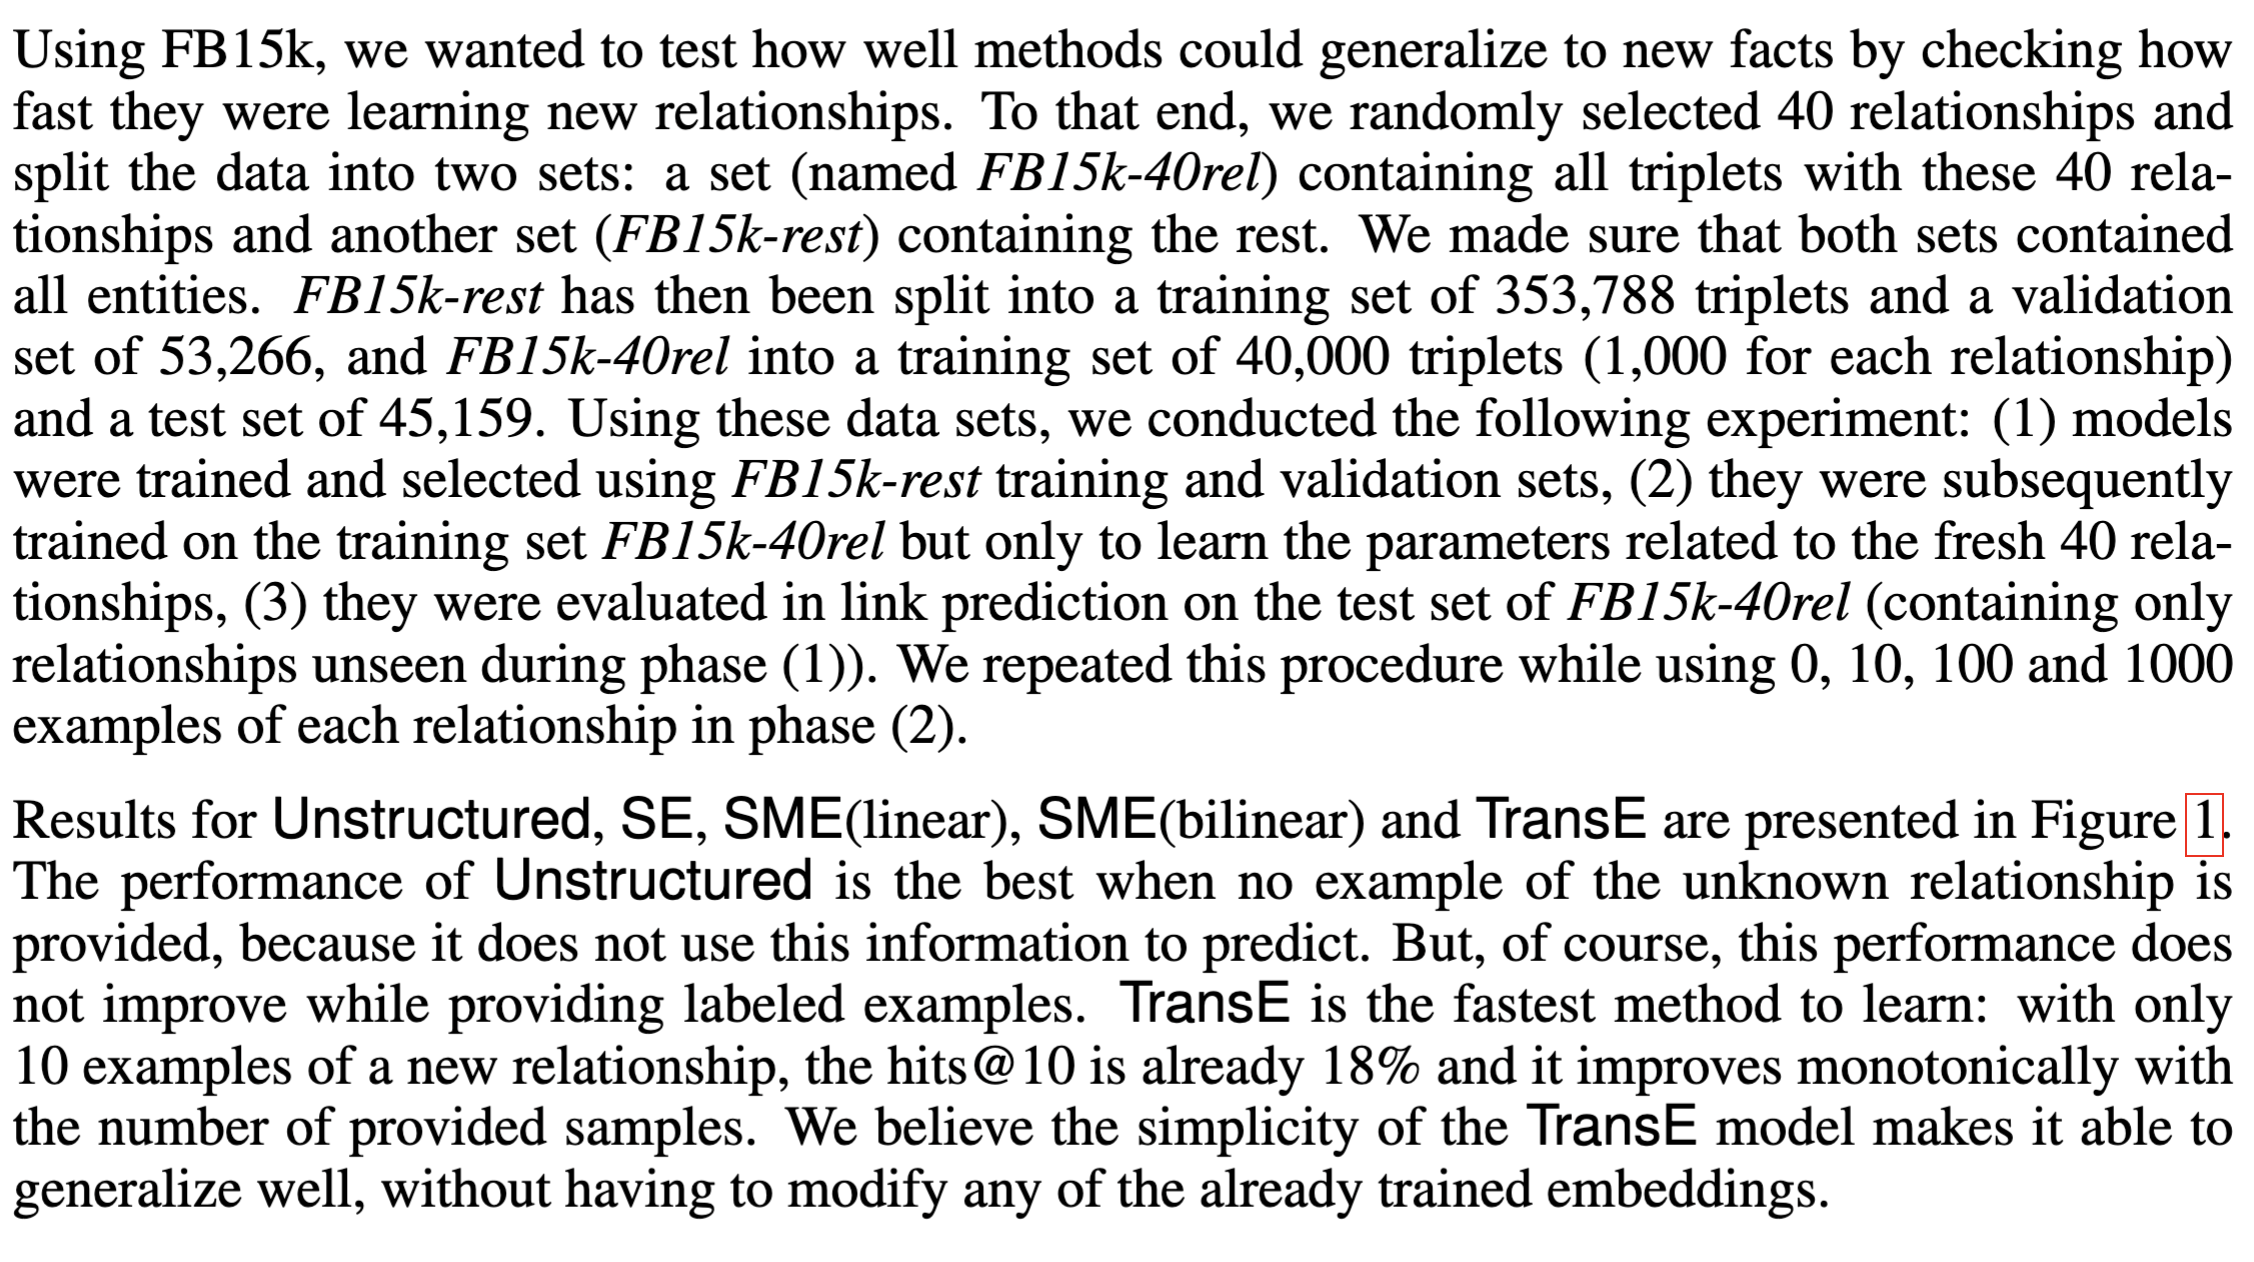 Using FB15k, we wanted to test how well methods could generalize to new facts by checking how
fast they were learning new relationships. To that end, we randomly selected 40 relationships and
split the data into two sets: a set (named FB15k-40rel) containing all triplets with these 40 rela-
tionships and another set (FB15k-rest) containing the rest. We made sure that both sets contained
all entities. FB15k-rest has then been split into a training set of 353,788 triplets and a validation
set of 53,266, and FB15k-40rel into a training set of 40,000 triplets (1,000 for each relationship)
and a test set of 45,159. Using these data sets, we conducted the following experiment: (1) models
were trained and selected using FB15k-rest training and validation sets, (2) they were subsequently
trained on the training set FB15k-40rel but only to learn the parameters related to the fresh 40 rela-
tionships, (3) they were evaluated in link prediction on the test set of FB15k-40rel (containing only
relationships unseen during phase (1)). We repeated this procedure while using 0, 10, 100 and 1000
examples of each relationship in phase (2).
Results for Unstructured, SE, SME(linear), SME(bilinear) and TransE are presented in Figure 1.
The performance of Unstructured is the best when no example of the unknown relationship is
provided, because it does not use this information to predict. But, of course, this performance does
not improve while providing labeled examples. TransE is the fastest method to learn: with only
10 examples of a new relationship, the hits@10 is already 18% and it improves monotonically with
the number of provided samples. We believe the simplicity of the TransE model makes it able to
generalize well, without having to modify any of the already trained embeddings.